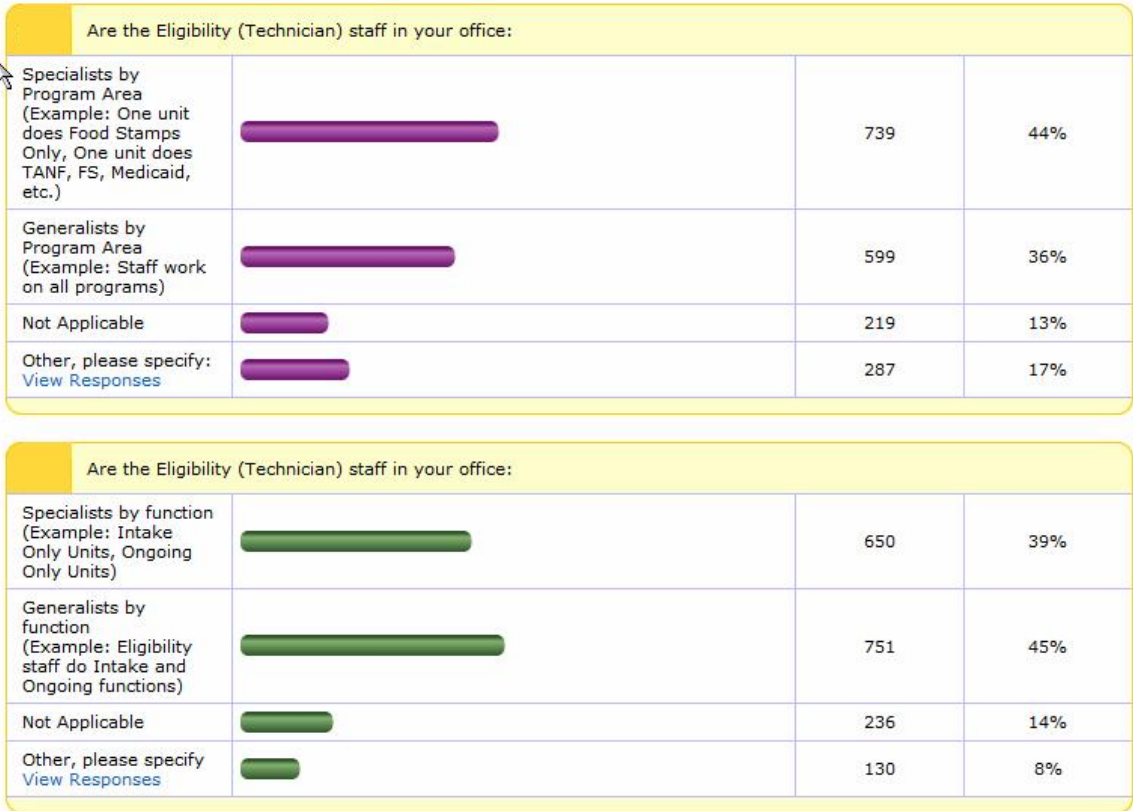 Are the Eligibility (Technician) staff in your office:
Specialists by
Program Area
(Example: One unit
does Food Stamps
Only, One unit does
TANF, FS, Medicaid,
etc.)
739
44%
Generalists by
Program Area
(Example: Staff work
on all programs)
599
36%
Not Applicable
219
13%
Other, please specify:
View Responses
287
17%
Are the Eligibility (Technician) staff in your office:
Specialists by function
(Example: Intake
Only Units, Ongoing
Only Units)
650
39%
Generalists by
function
(Example: Eligibility
staff do Intake and
Ongoing functions)
751
45%
Not Applicable
236
14%
Other, please specify
View Responses
130
8%